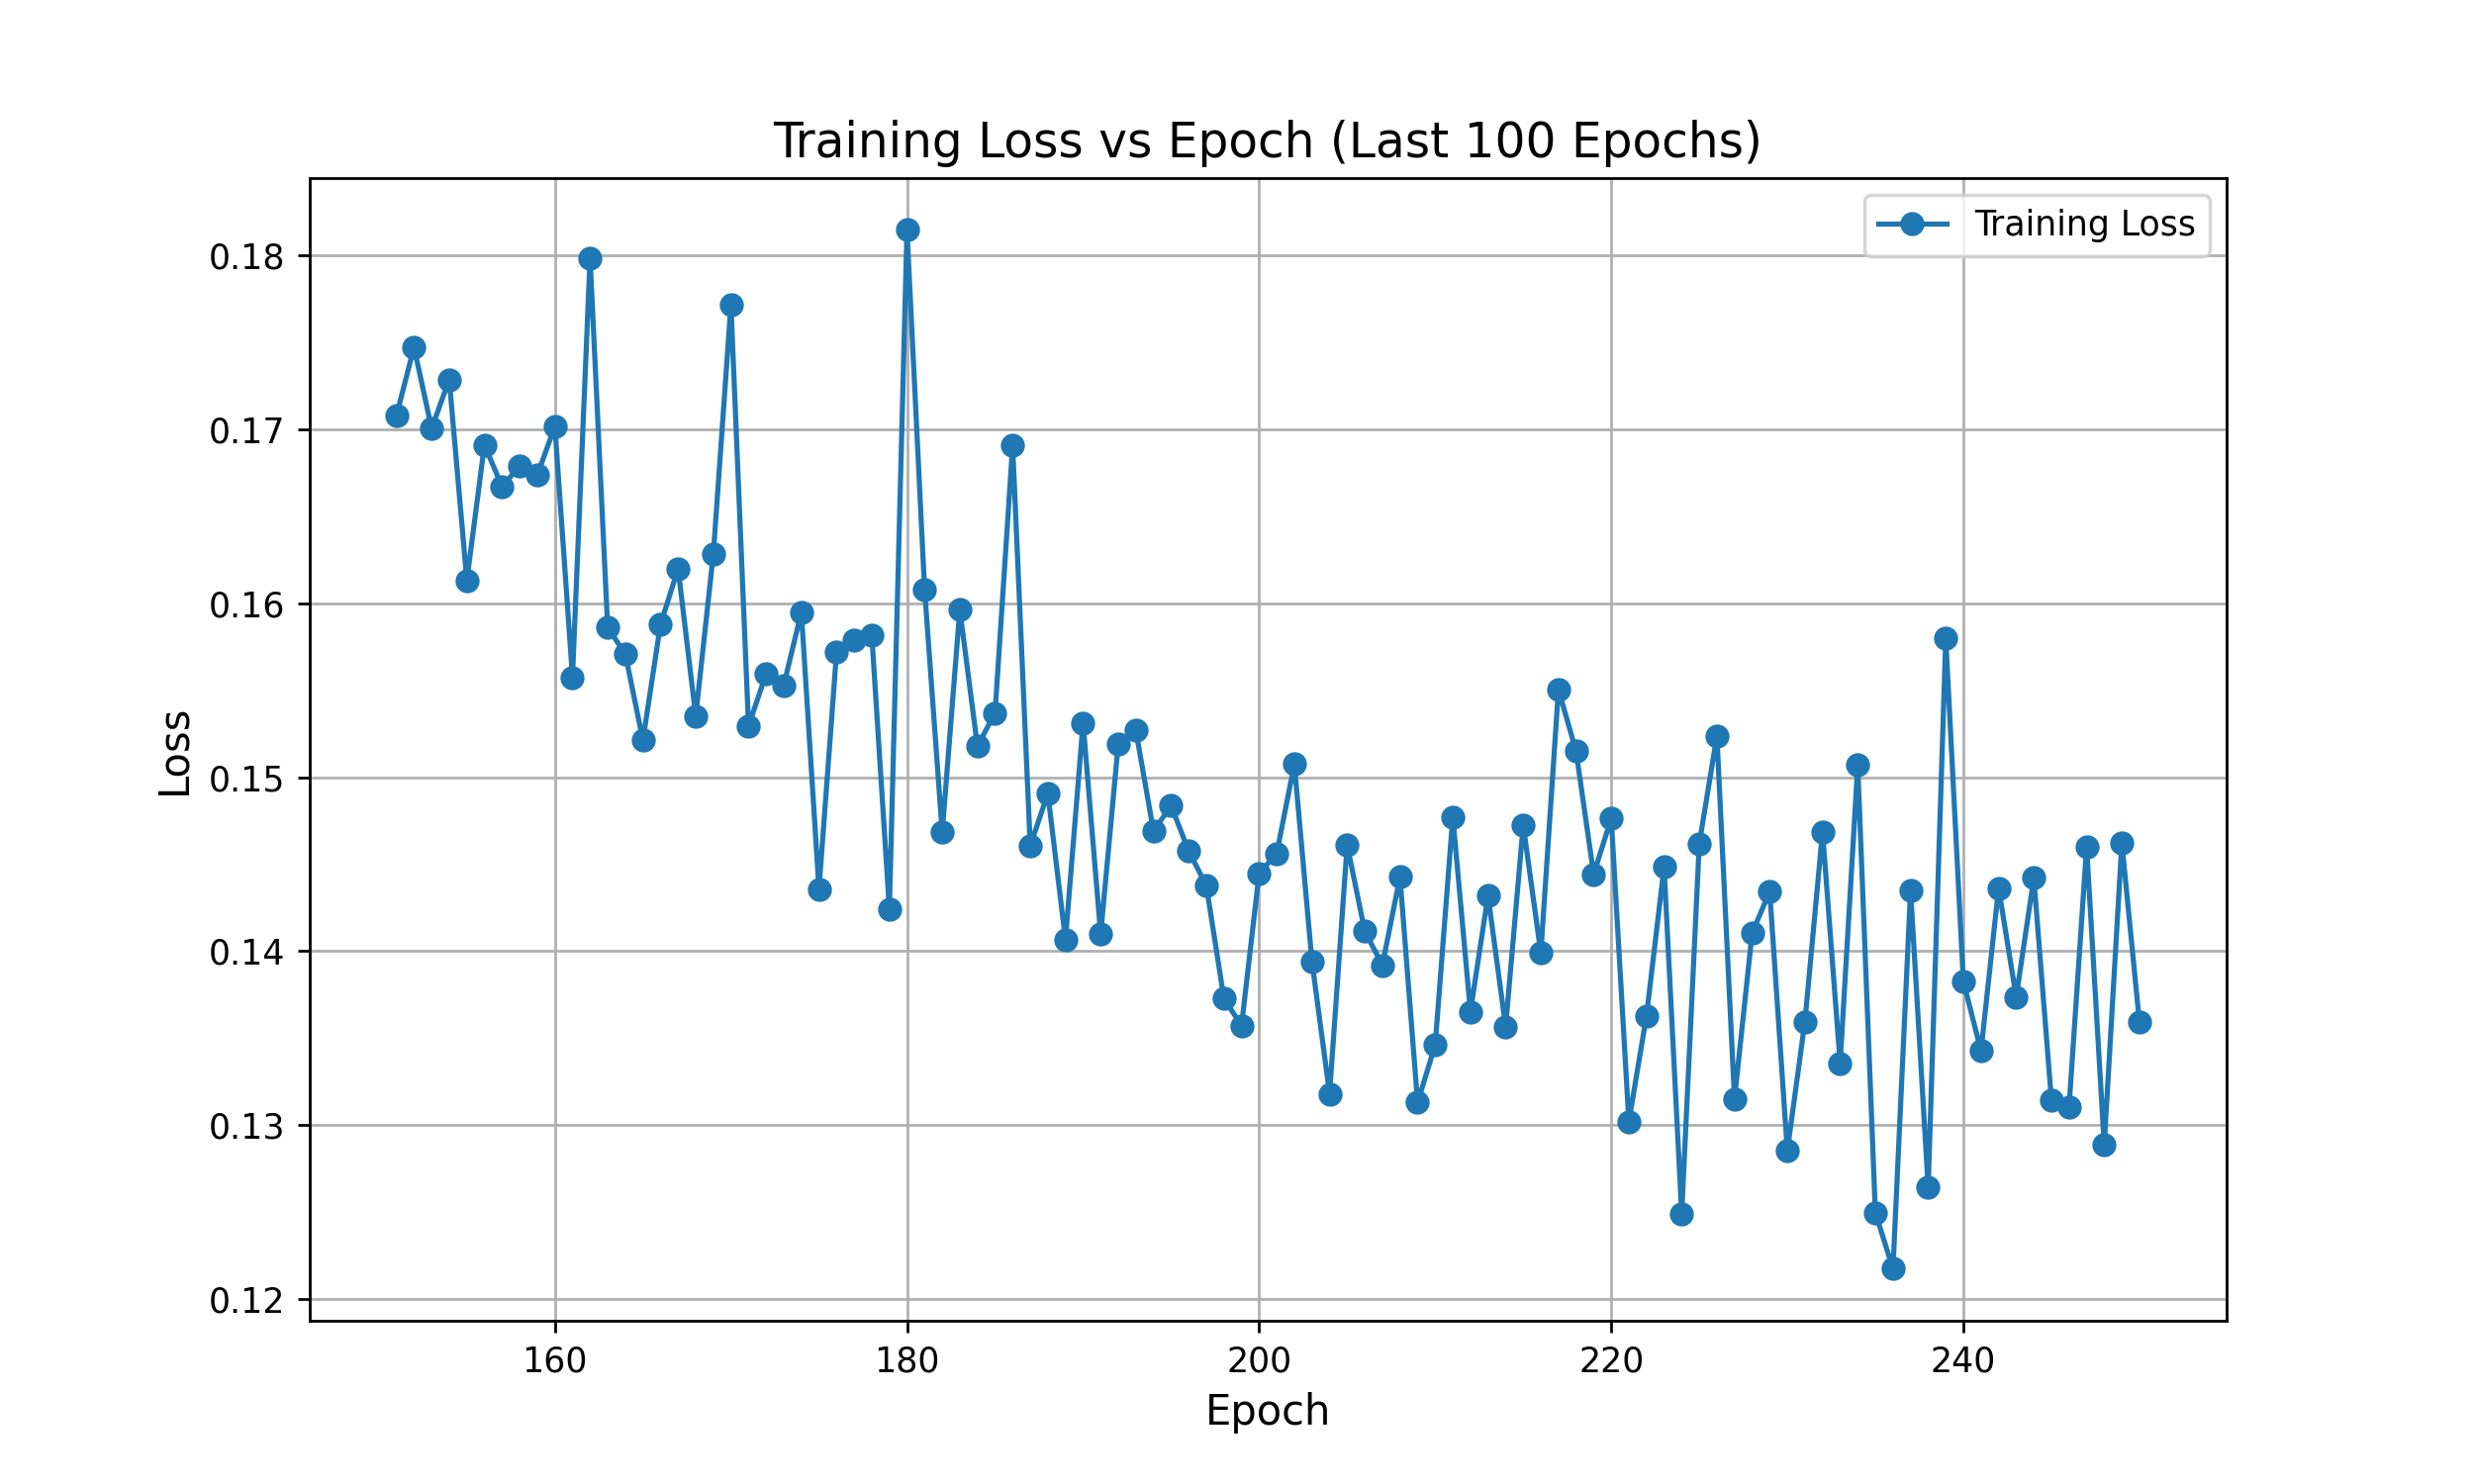 Training Loss vs Epoch (Last 100 Epochs)
Training Loss
0.18
0.17
0.16
0.15
0.14
0.13
0.12
Loss
160 180 200 220 240
Epoch